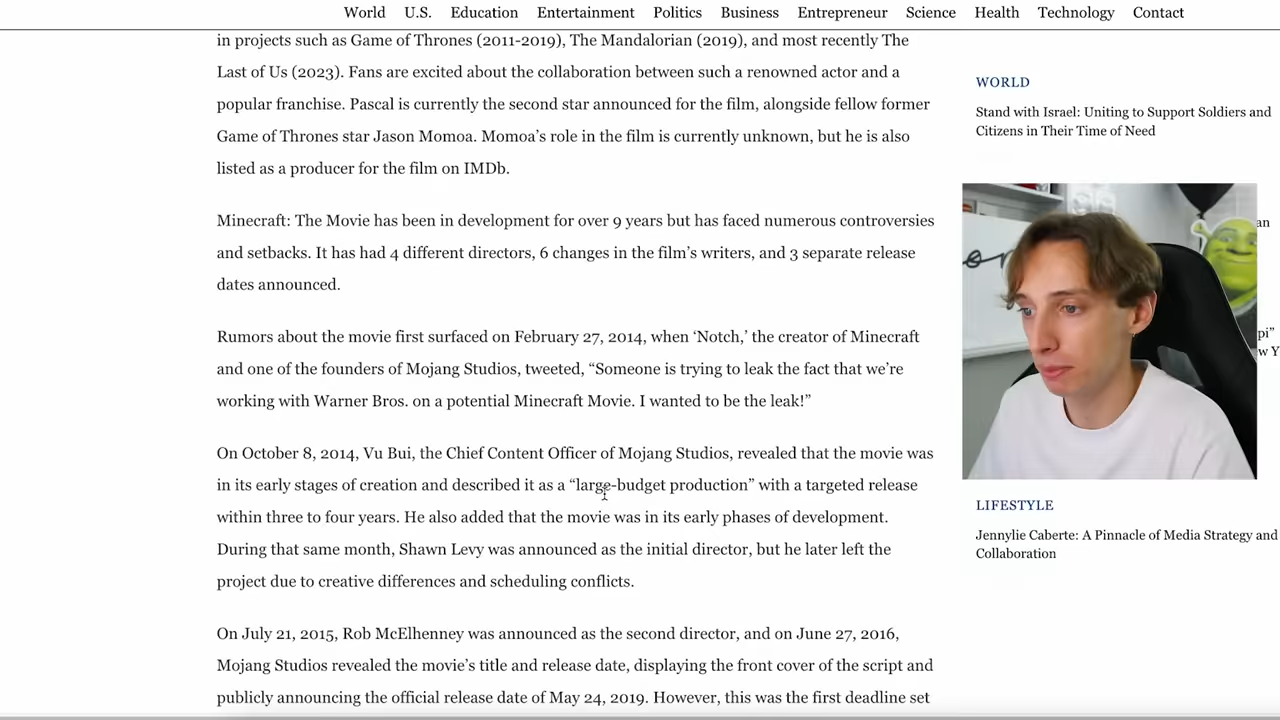 World U.S. Education Entertainment Politics Business Entrepreneur Science Health Technology Contact
in projects such as Game of Thrones (2011-2019), The Mandalorian (2019), and most recently The
Last of Us (2023). Fans are excited about the collaboration between such a renowned actor and a
popular franchise. Pascal is currently the second star announced for the film, alongside fellow former
Game of Thrones star Jason Momoa. Momoa’s role in the film is currently unknown, but he is also
listed as a producer for the film on IMDb.
Minecraft: The Movie has been in development for over 9 years but has faced numerous controversies
and setbacks. It has had 4 different directors, 6 changes in the film’s writers, and 3 separate release
dates announced.
Rumors about the movie first surfaced on February 27, 2014, when ‘Notch,’ the creator of Minecraft
and one of the founders of Mojang Studios, tweeted, “Someone is trying to leak the fact that we’re
working with Warner Bros. on a potential Minecraft Movie. I wanted to be the leak!”
On October 8, 2014, Vu Bui, the Chief Content Officer of Mojang Studios, revealed that the movie was
in its early stages of creation and described it as a “large-budget production” with a targeted release
within three to four years. He also added that the movie was in its early phases of development.
During that same month, Shawn Levy was announced as the initial director, but he later left the
project due to creative differences and scheduling conflicts.
On July 21, 2015, Rob McElhenney was announced as the second director, and on June 27, 2016,
Mojang Studios revealed the movie’s title and release date, displaying the front cover of the script and
publicly announcing the official release date of May 24, 2019. However, this was the first deadline set
WORLD
Stand with Israel: Uniting to Support Soldiers and
Citizens in Their Time of Need
an
pi”
w Y
LIFESTYLE
Jennylie Caberte: A Pinnacle of Media Strategy and
Collaboration